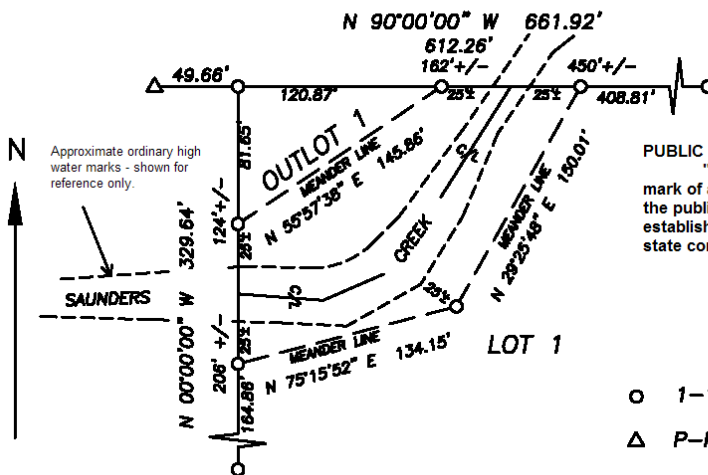 N 90°00'00" W 661.92'
612.26'
49.66'
162'+/-
450'+/-
120.87'
25'±
25'±
408.81'
N
Approximate ordinary high
water marks - shown for
reference only.
OUTLOT 1
MEANDER LINE
N 55°57'38" E 145.86'
81.65'
124'+/-
25'±
N 00°00'00" W 329.64'
SAUNDERS
C/L
CREEK
C/L
MEANDER LINE
N 29°25'48" E 150.01'
25'±
PUBLIC
mark of
the public
establish
state co
206' +/-
25'±
MEANDER LINE
N 75°15'52" E 134.15'
LOT 1
164.86'
1-
P-